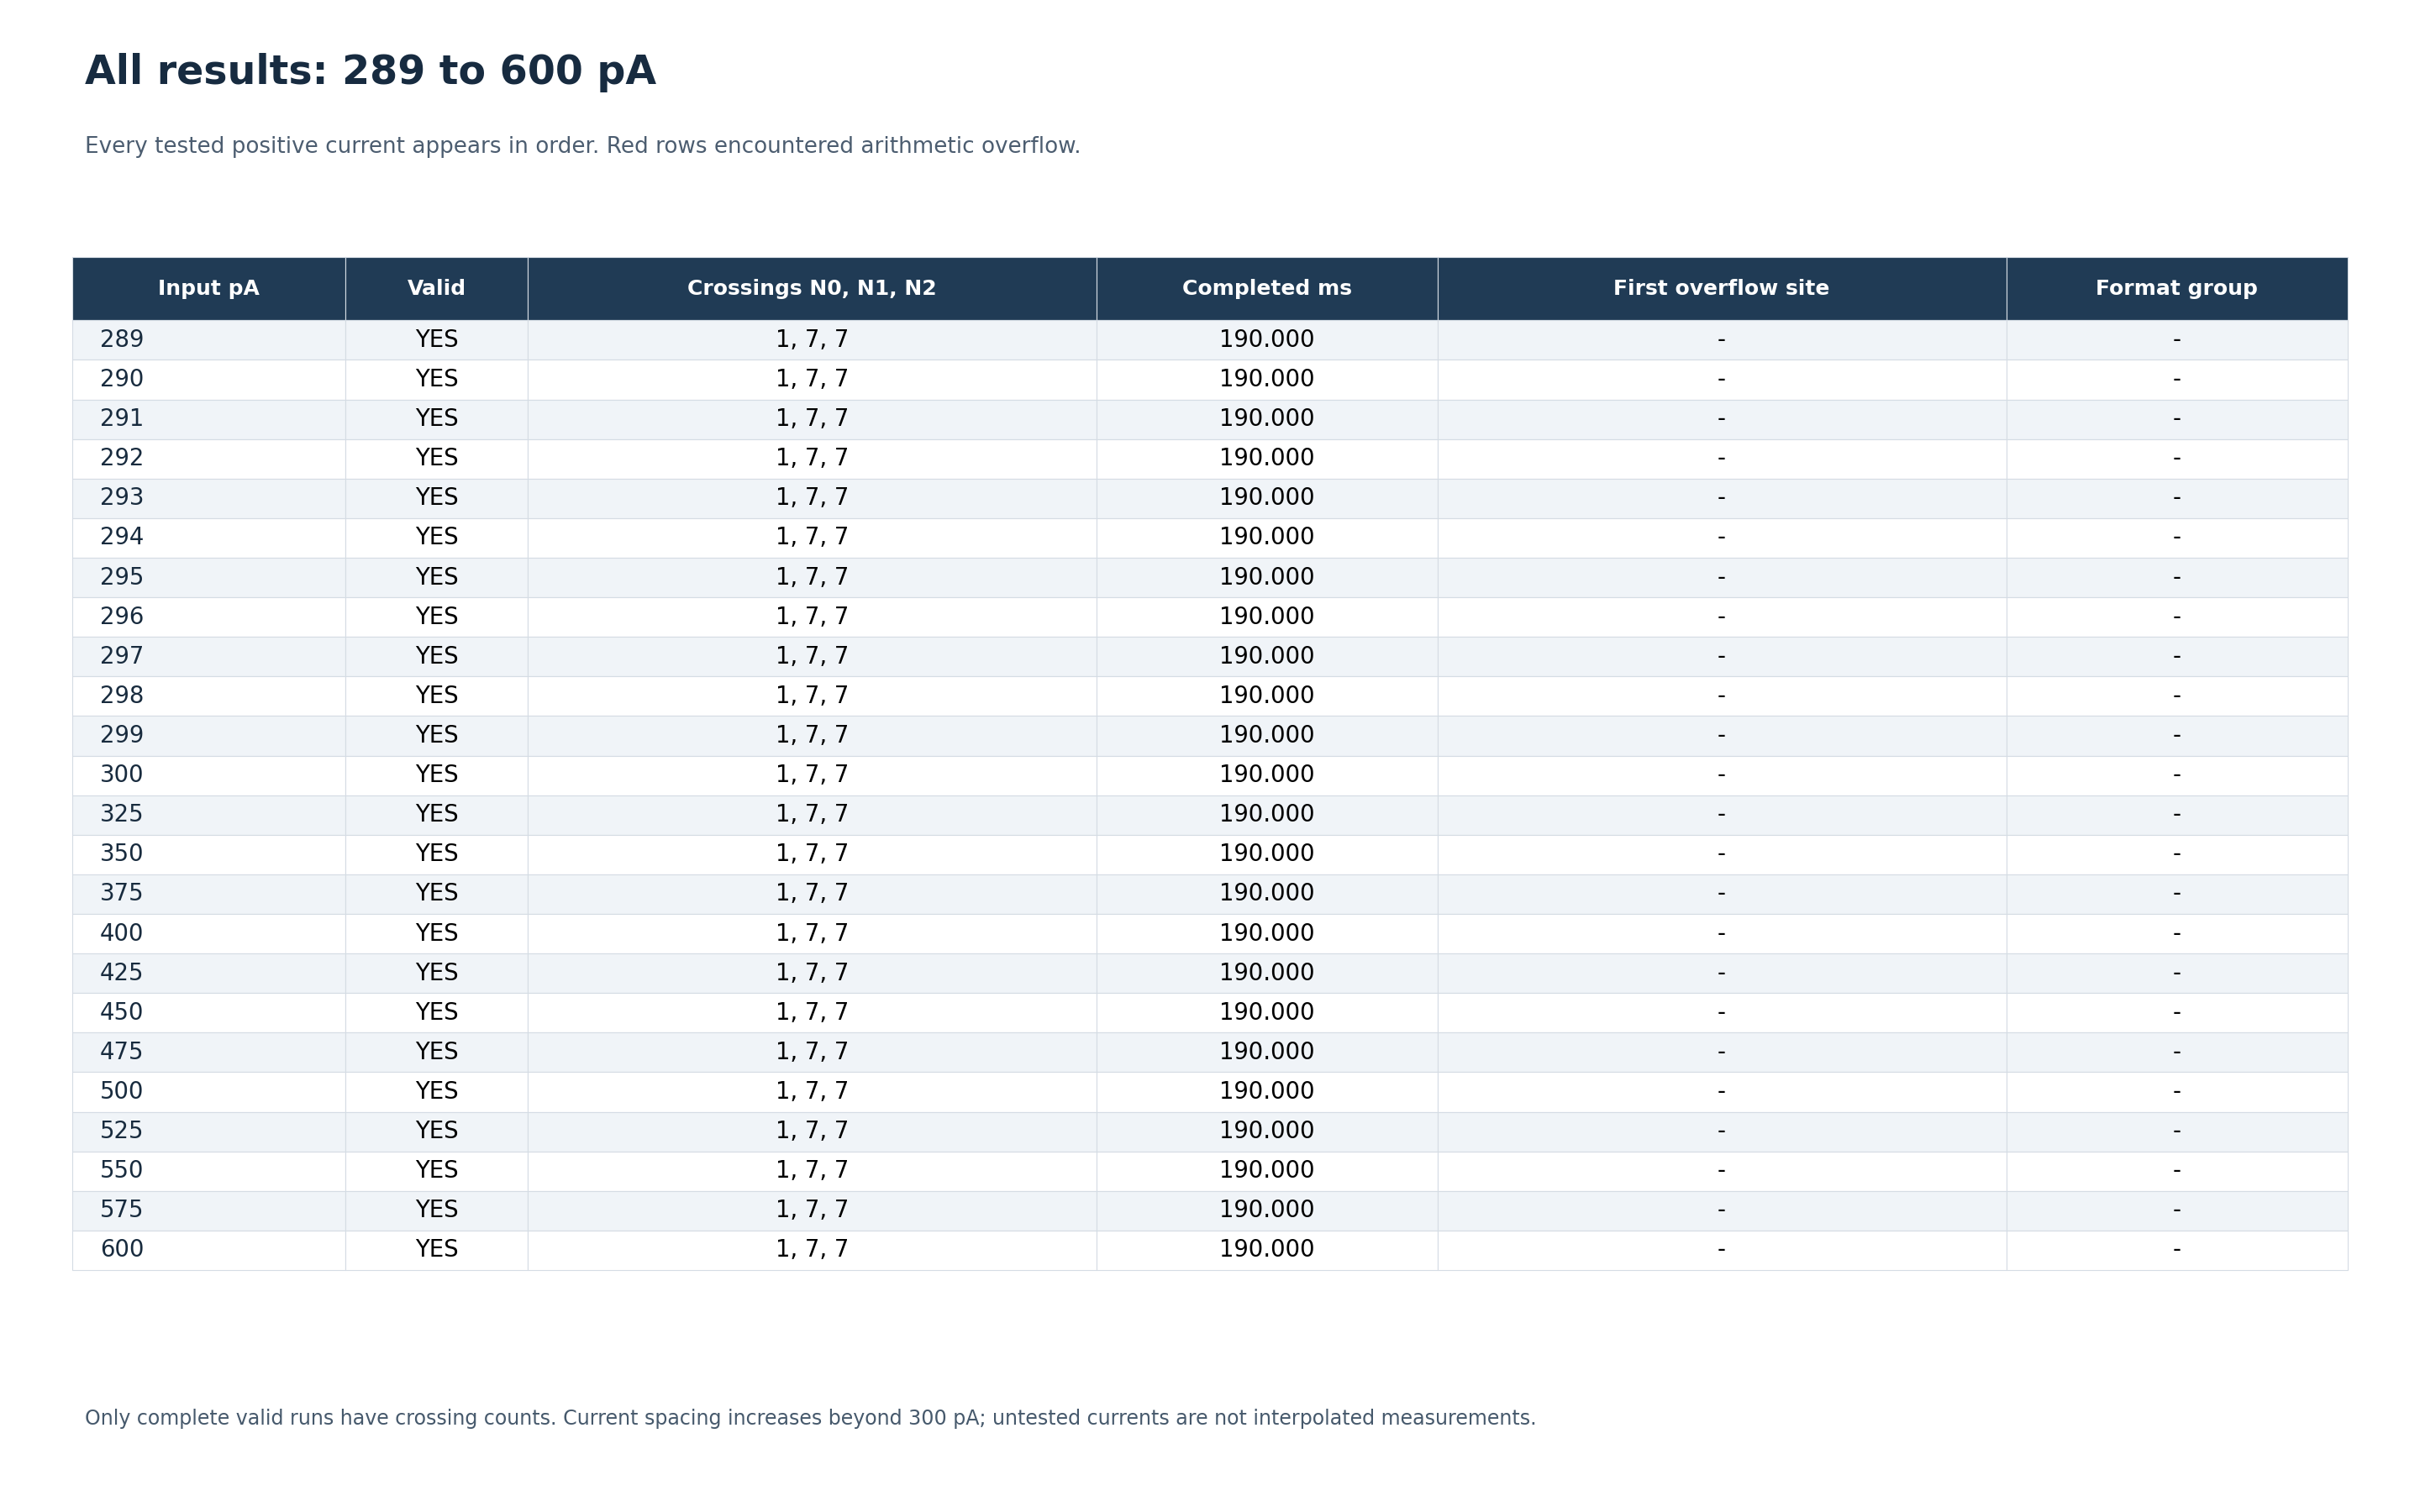 All results: 289 to 600 pA
Every tested positive current appears in order. Red rows encountered arithmetic overflow.
Input pA Valid Crossings N0, N1, N2 Completed ms First overflow site Format group
289 YES 1, 7, 7 190.000 - -
290 YES 1, 7, 7 190.000 - -
291 YES 1, 7, 7 190.000 - -
292 YES 1, 7, 7 190.000 - -
293 YES 1, 7, 7 190.000 - -
294 YES 1, 7, 7 190.000 - -
295 YES 1, 7, 7 190.000 - -
296 YES 1, 7, 7 190.000 - -
297 YES 1, 7, 7 190.000 - -
298 YES 1, 7, 7 190.000 - -
299 YES 1, 7, 7 190.000 - -
300 YES 1, 7, 7 190.000 - -
325 YES 1, 7, 7 190.000 - -
350 YES 1, 7, 7 190.000 - -
375 YES 1, 7, 7 190.000 - -
400 YES 1, 7, 7 190.000 - -
425 YES 1, 7, 7 190.000 - -
450 YES 1, 7, 7 190.000 - -
475 YES 1, 7, 7 190.000 - -
500 YES 1, 7, 7 190.000 - -
525 YES 1, 7, 7 190.000 - -
550 YES 1, 7, 7 190.000 - -
575 YES 1, 7, 7 190.000 - -
600 YES 1, 7, 7 190.000 - -
Only complete valid runs have crossing counts. Current spacing increases beyond 300 pA; untested currents are not interpolated measurements.